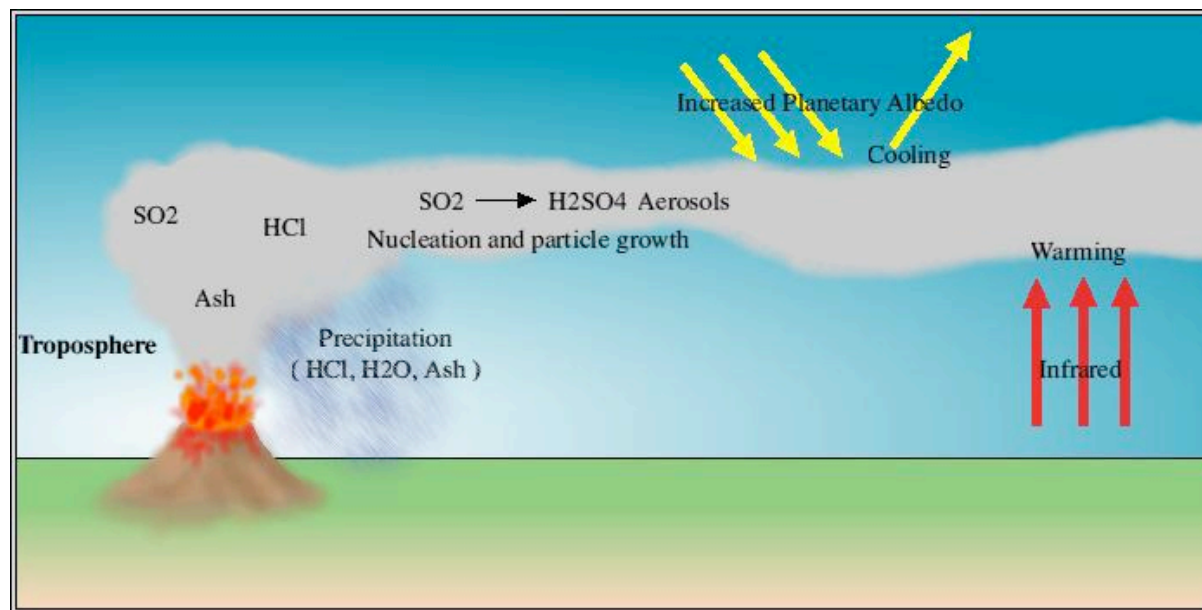 Increased Planetary Albedo
Cooling
SO2
HCl
SO2 H2SO4 Aerosols
Nucleation and particle growth
Warming
Ash
Troposphere
Precipitation
( HCl, H2O, Ash )
Infrared